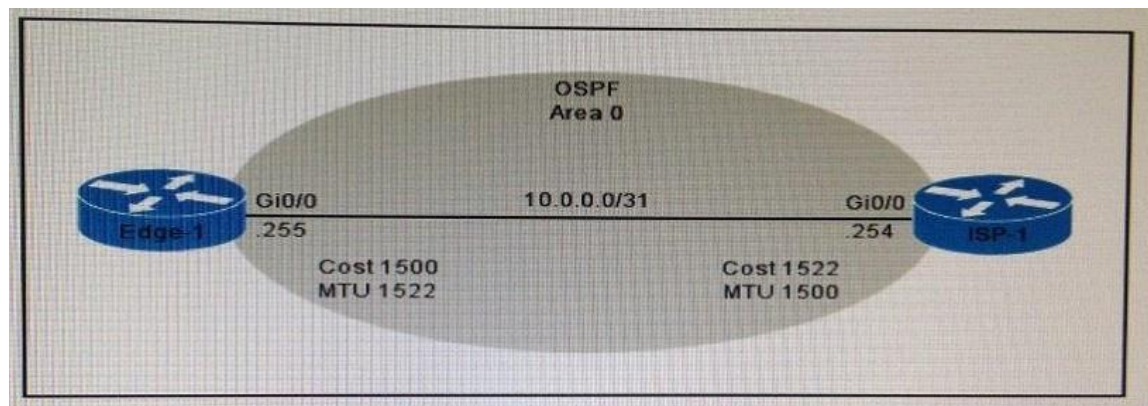 OSPF
Area 0
Gi0/0
10.0.0.0/31
Gi0/0
Edge-1
.255
.254
ISP-1
Cost 1500
MTU 1522
Cost 1522
MTU 1500